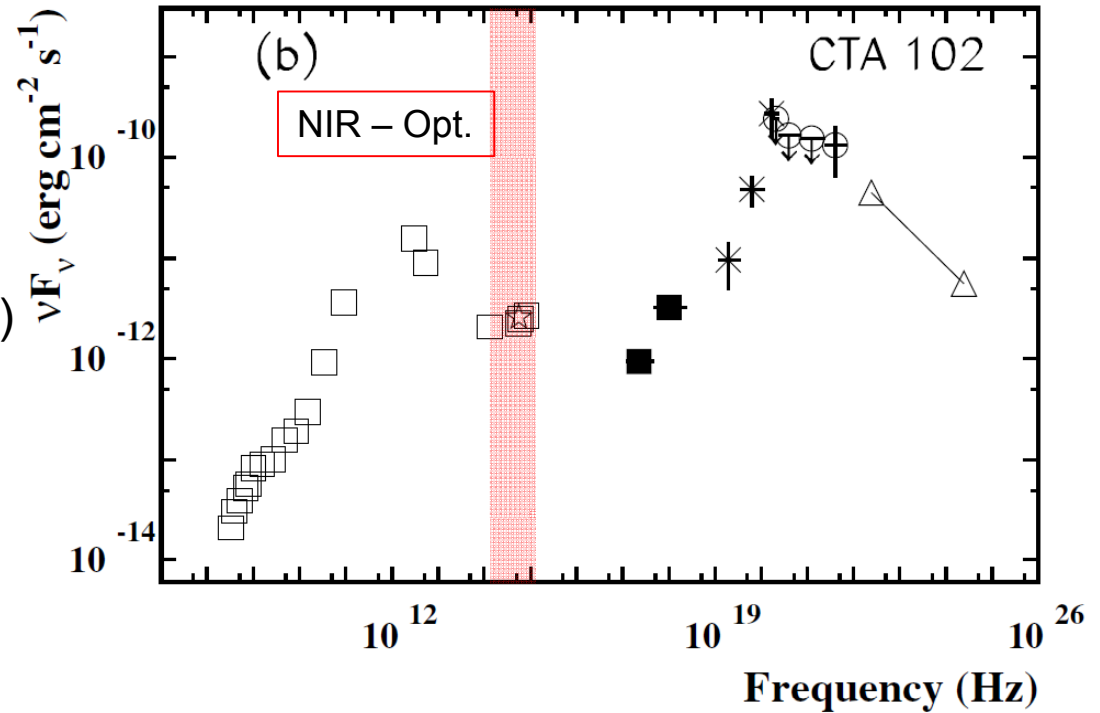 (b)
CTA 102
NIR – Opt.
νFν (erg cm-2 s-1)
)
10 -10
10 -12
10 -14
10 12
10 19
10 26
Frequency (Hz)